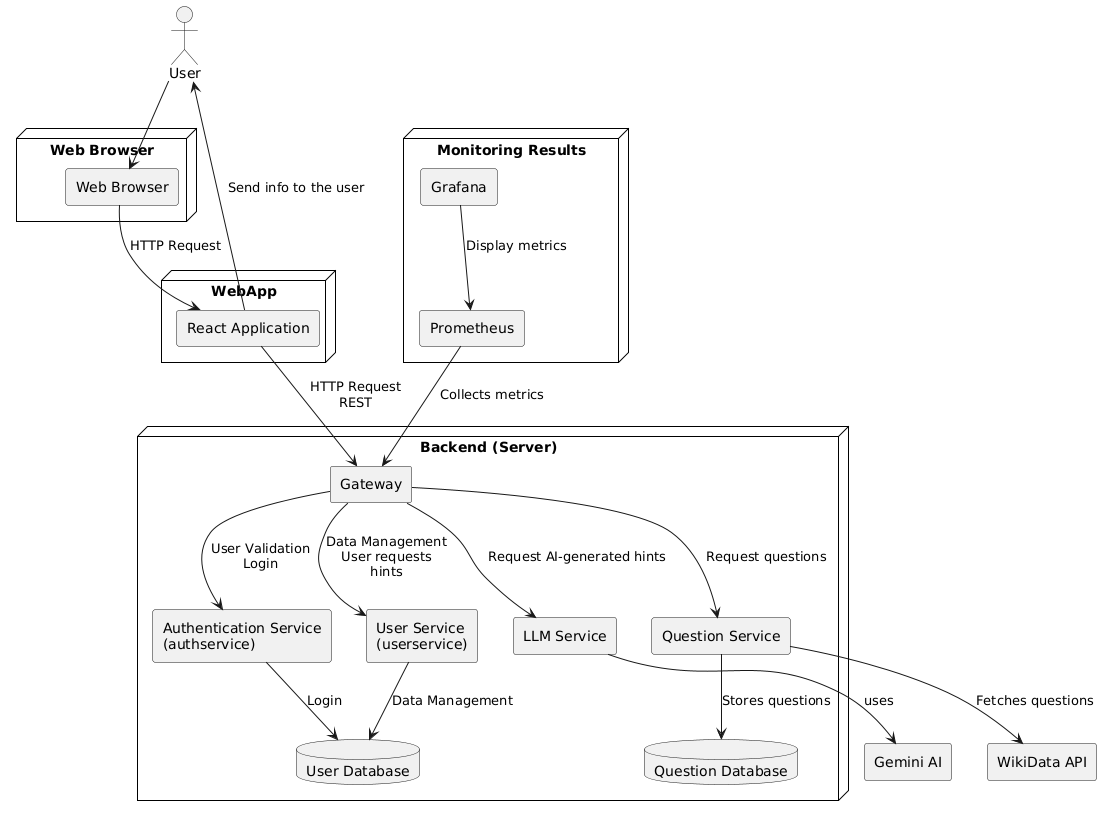 User
Web Browser
Monitoring Results
Web Browser
Grafana
Send info to the user
HTTP Request
Display metrics
WebApp
React Application
Prometheus
HTTP Request
REST
Collects metrics
Backend (Server)
Gateway
User Validation
Login
Data Management
User requests
hints
Request AI-generated hints
Request questions
Authentication Service
(authservice)
User Service
(userservice)
LLM Service
Question Service
Login
Data Management
Stores questions
uses
Fetches questions
User Database
Question Database
Gemini AI
WikiData API